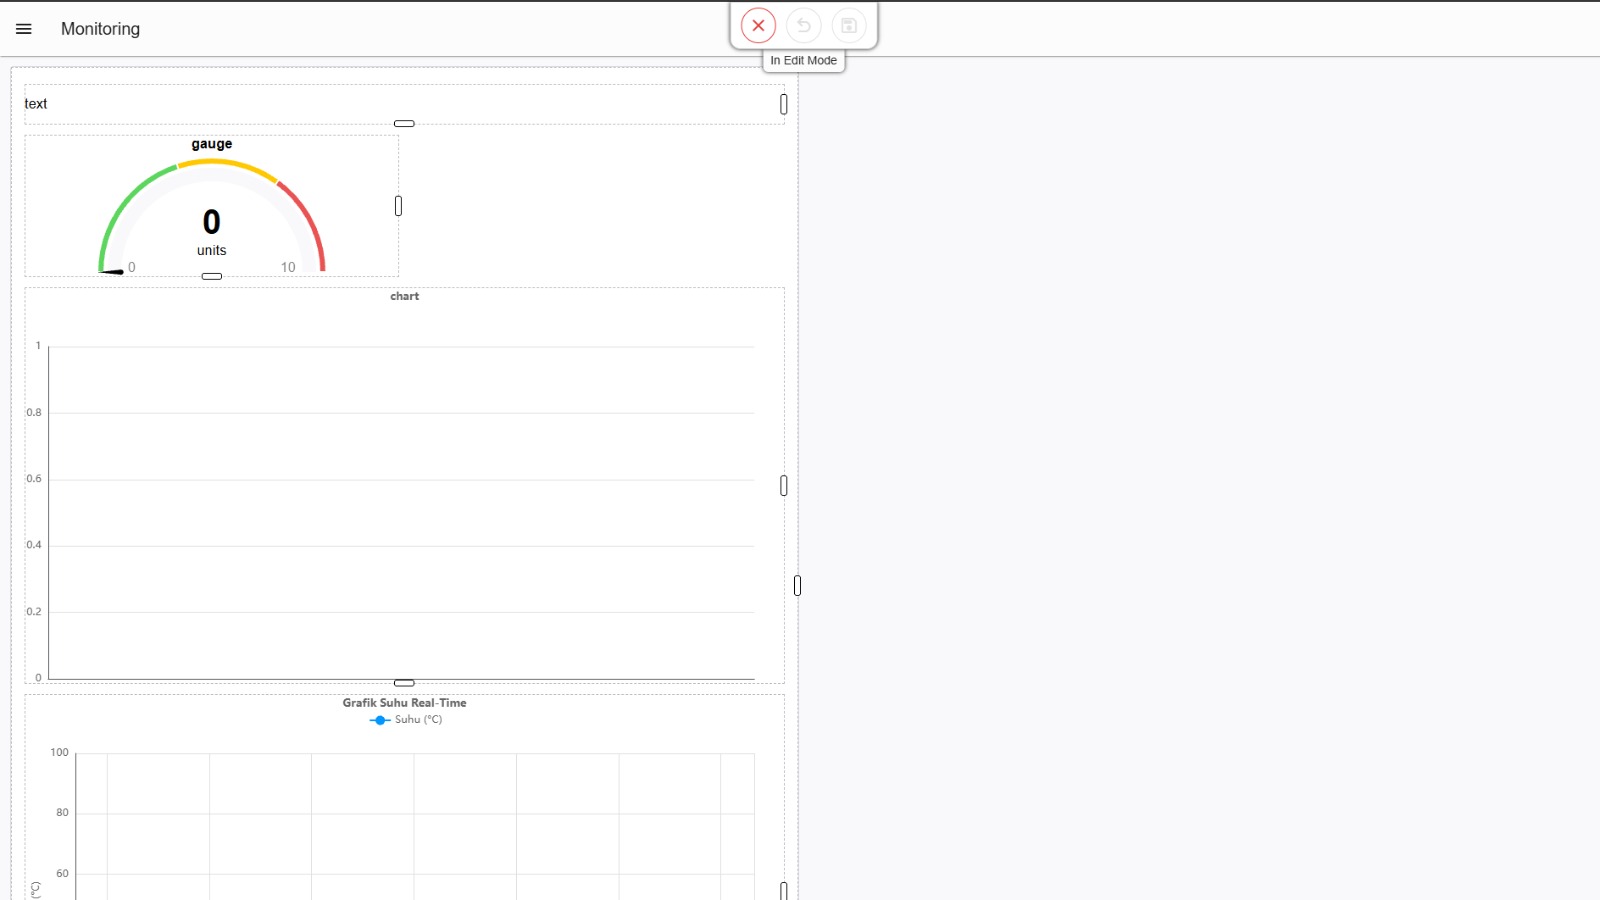 Monitoring
In Edit Mode
text
gauge
0
units
0
10
chart
1
0.8
0.6
0.4
0.2
0
Grafik Suhu Real-Time
Suhu (°C)
100
80
60
(°C)